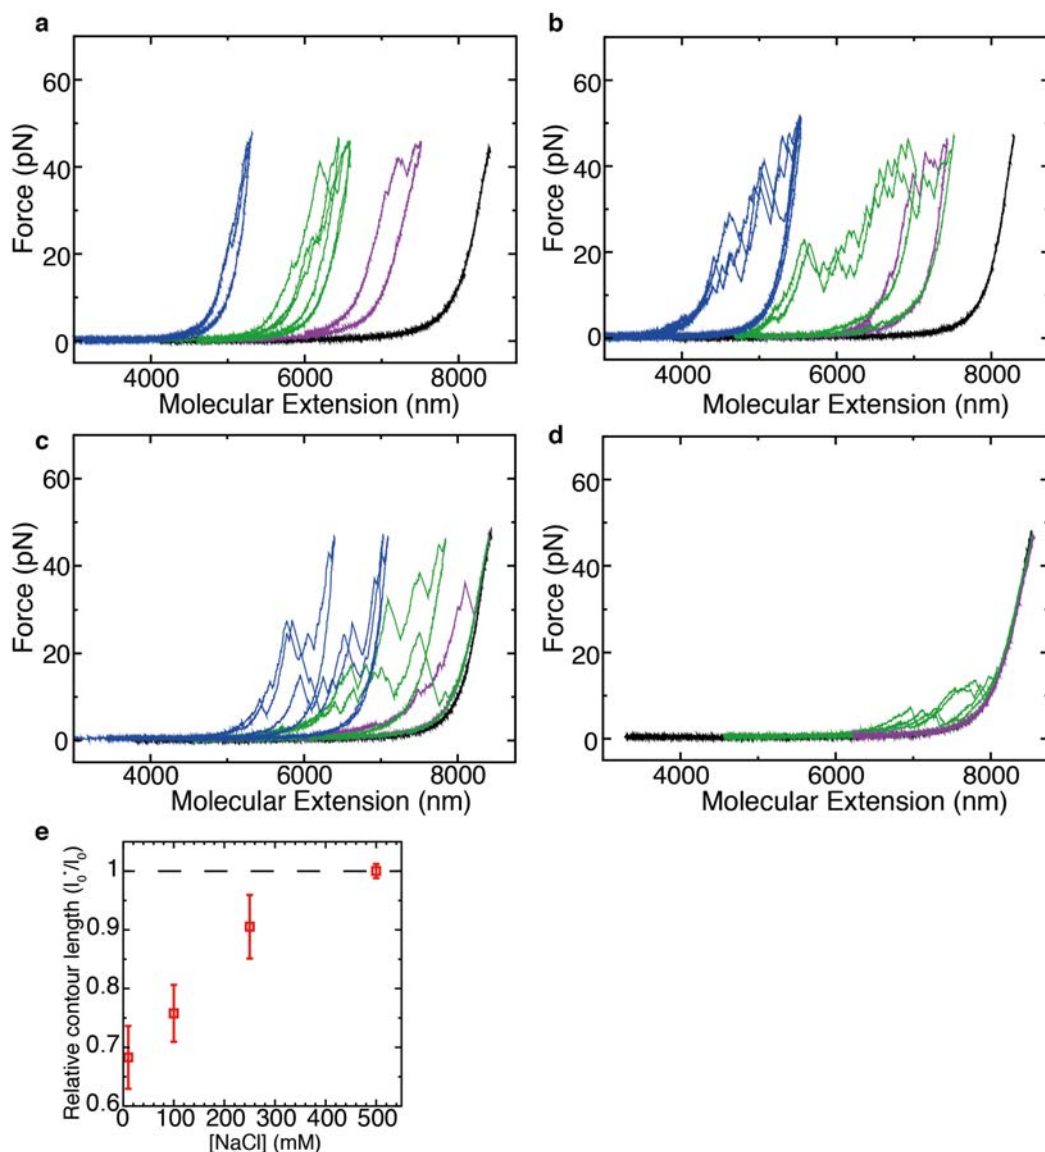 a
60
40
20
0
Force (pN)
4000 6000 8000
Molecular Extension (nm)
b
60
40
20
0
Force (pN)
4000 6000 8000
Molecular Extension (nm)
c
60
40
20
0
Force (pN)
4000 6000 8000
Molecular Extension (nm)
d
60
40
20
0
Force (pN)
4000 6000 8000
Molecular Extension (nm)
e
1
0.9
0.8
0.7
0.6
Relative contour length (l₀*/l₀)
0 100 200 300 400 500
[NaCl] (mM)